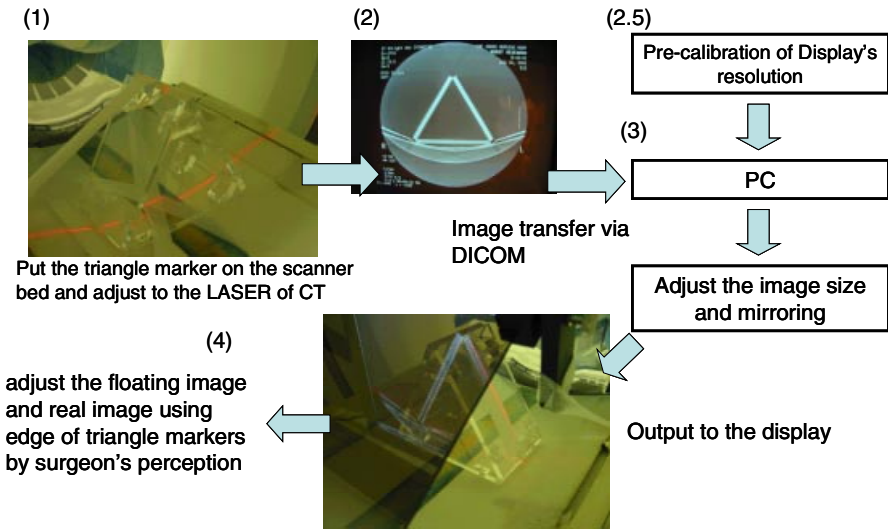 (1)
(2)
(2.5)
Pre-calibration of Display's
resolution
(3)
PC
Image transfer via
DICOM
Put the triangle marker on the scanner
bed and adjust to the LASER of CT
Adjust the image size
and mirroring
(4)
adjust the floating image
and real image using
edge of triangle markers
by surgeon's perception
Output to the display